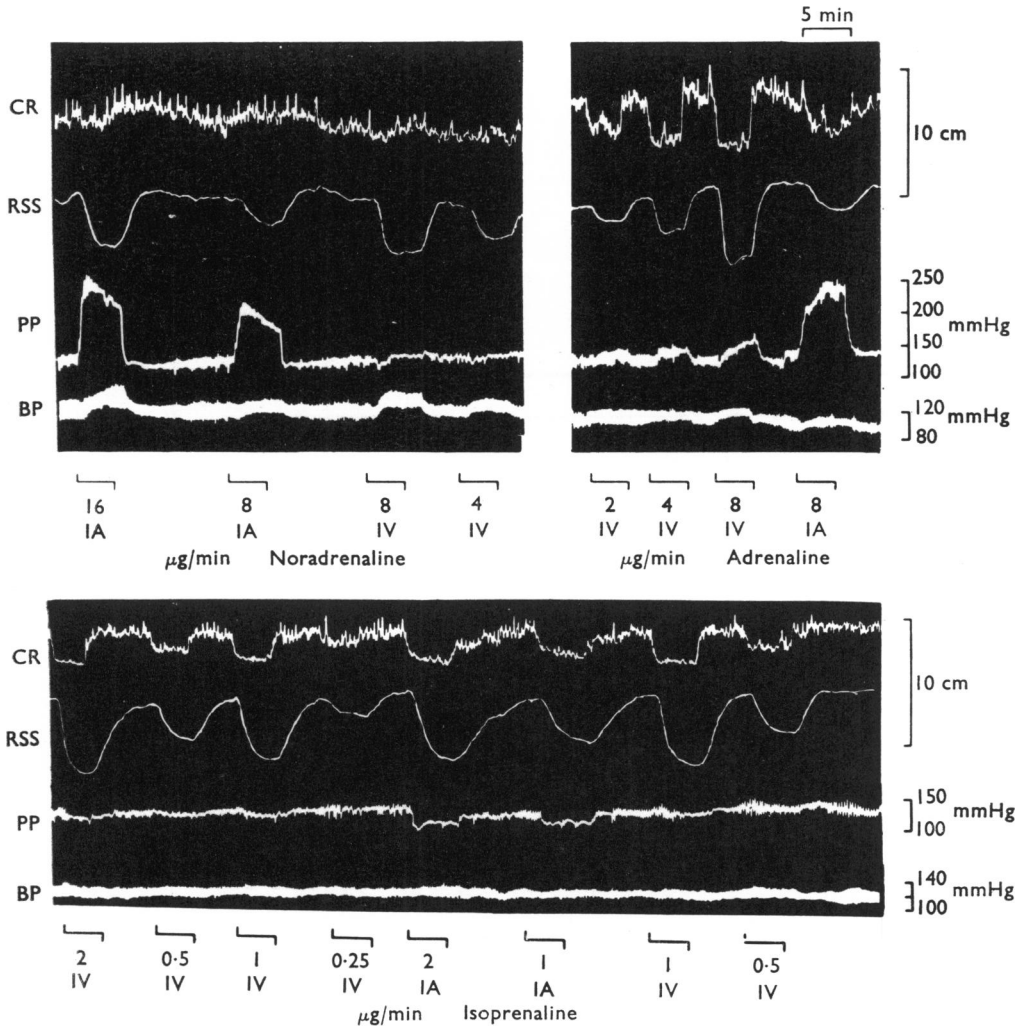 5 min
CR
RSS
PP
BP
10 cm
250
200
150
100
mmHg
120
80
mmHg
16 8 8 4 2 4 8 8
IA IA IV IV IV IV IV IA
μg/min Noradrenaline μg/min Adrenaline
CR
RSS
PP
BP
10 cm
150
100
mmHg
140
100
mmHg
2 0·5 1 0·25 2 1 1 0·5
IV IV IV IV IA IA IV IV
μg/min Isoprenaline